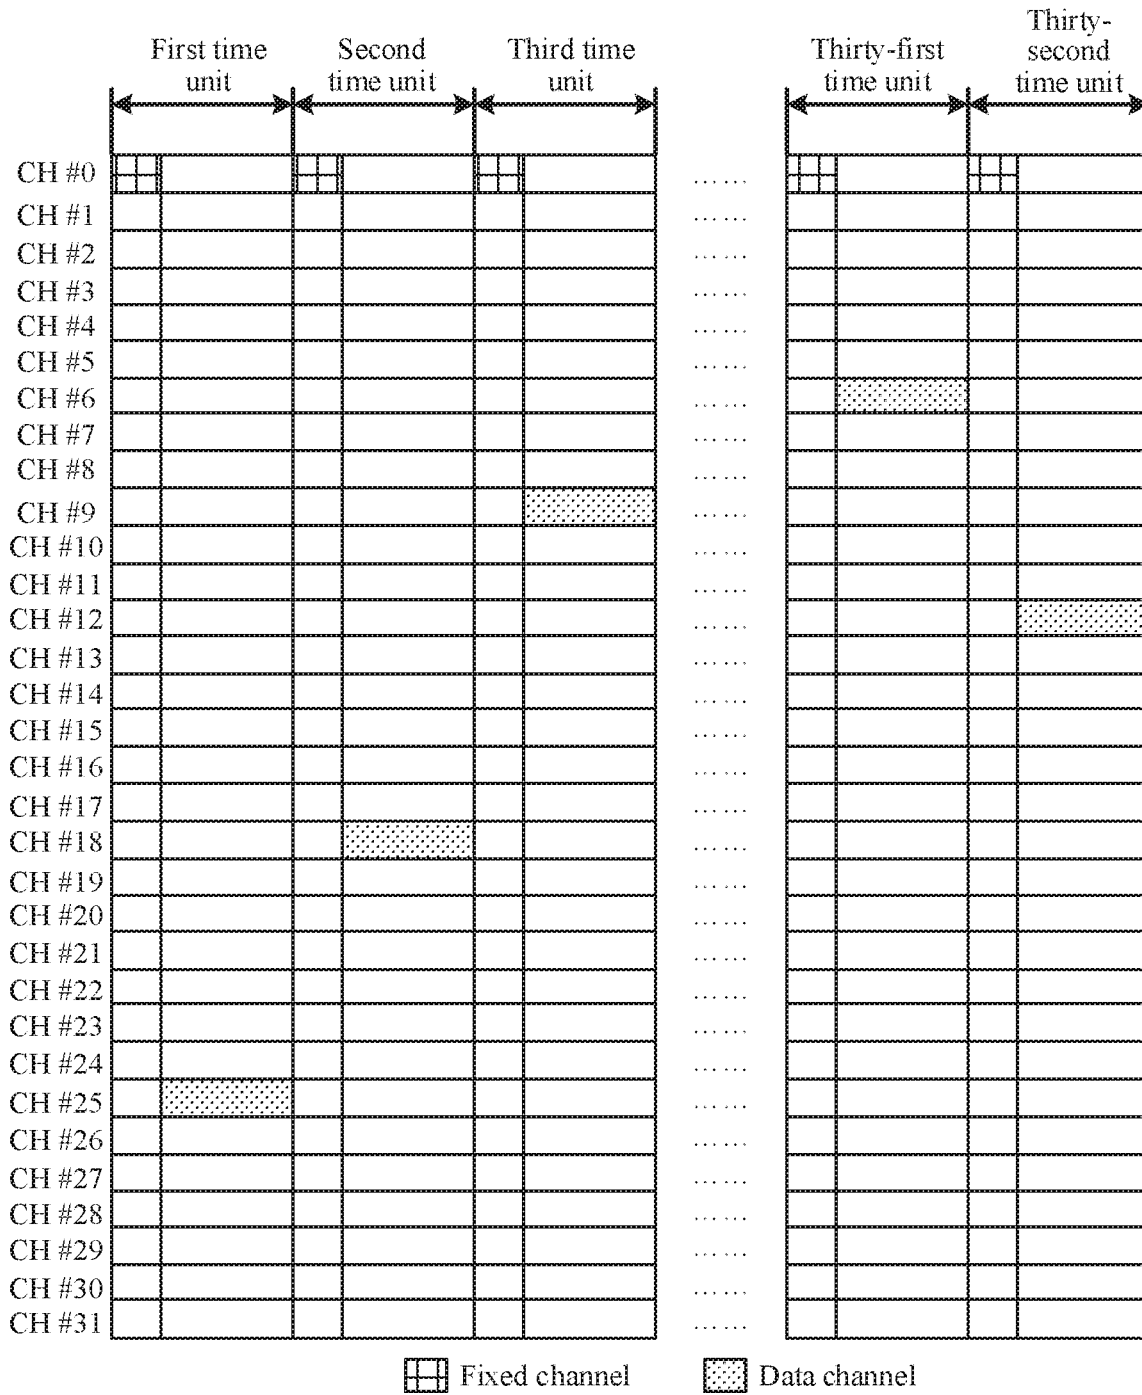 First time unit
Second time unit
Third time unit
Thirty-first time unit
Thirty-second time unit
CH #0 ......
CH #1 ......
CH #2 ......
CH #3 ......
CH #4 ......
CH #5 ......
CH #6 ......
CH #7 ......
CH #8 ......
CH #9 ......
CH #10 ......
CH #11 ......
CH #12 ......
CH #13 ......
CH #14 ......
CH #15 ......
CH #16 ......
CH #17 ......
CH #18 ......
CH #19 ......
CH #20 ......
CH #21 ......
CH #22 ......
CH #23 ......
CH #24 ......
CH #25 ......
CH #26 ......
CH #27 ......
CH #28 ......
CH #29 ......
CH #30 ......
CH #31 ......
Fixed channel
Data channel